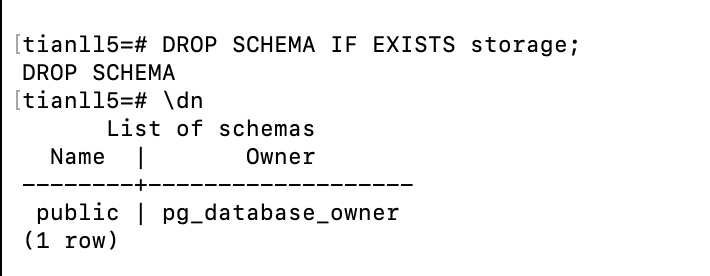 [tianll5=# DROP SCHEMA IF EXISTS storage;
DROP SCHEMA
[tianll5=# \dn
      List of schemas
  Name  |       Owner
--------+-------------------
 public | pg_database_owner
(1 row)